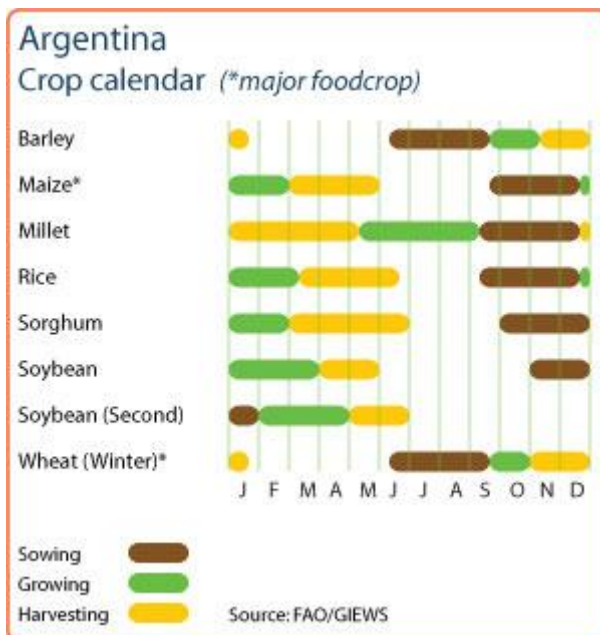 Argentina
Crop calendar (*major foodcrop)
Barley
Maize*
Millet
Rice
Sorghum
Soybean
Soybean (Second)
Wheat (Winter)*
J F M A M J J A S O N D
Sowing
Growing
Harvesting
Source: FAO/GIEWS